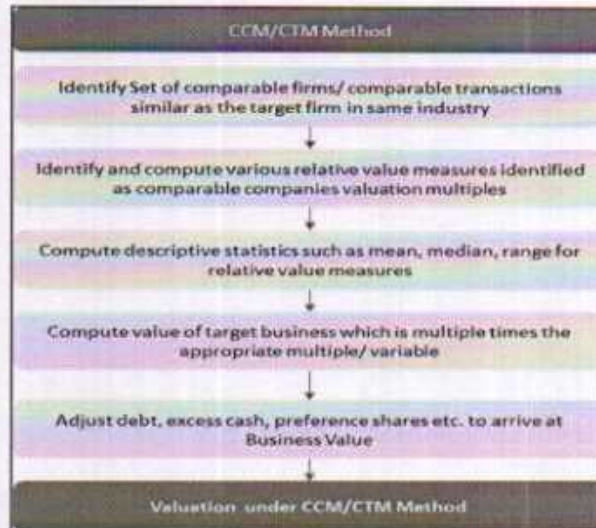 CCM/CTM Method
Identify Set of comparable firms/ comparable transactions
similar as the target firm in same industry
Identify and compute various relative value measures identified
as comparable companies valuation multiples
Compute descriptive statistics such as mean, median, range for
relative value measures
Compute value of target business which is multiple times the
appropriate multiple/ variable
Adjust debt, excess cash, preference shares etc. to arrive at
Business Value
Valuation under CCM/CTM Method